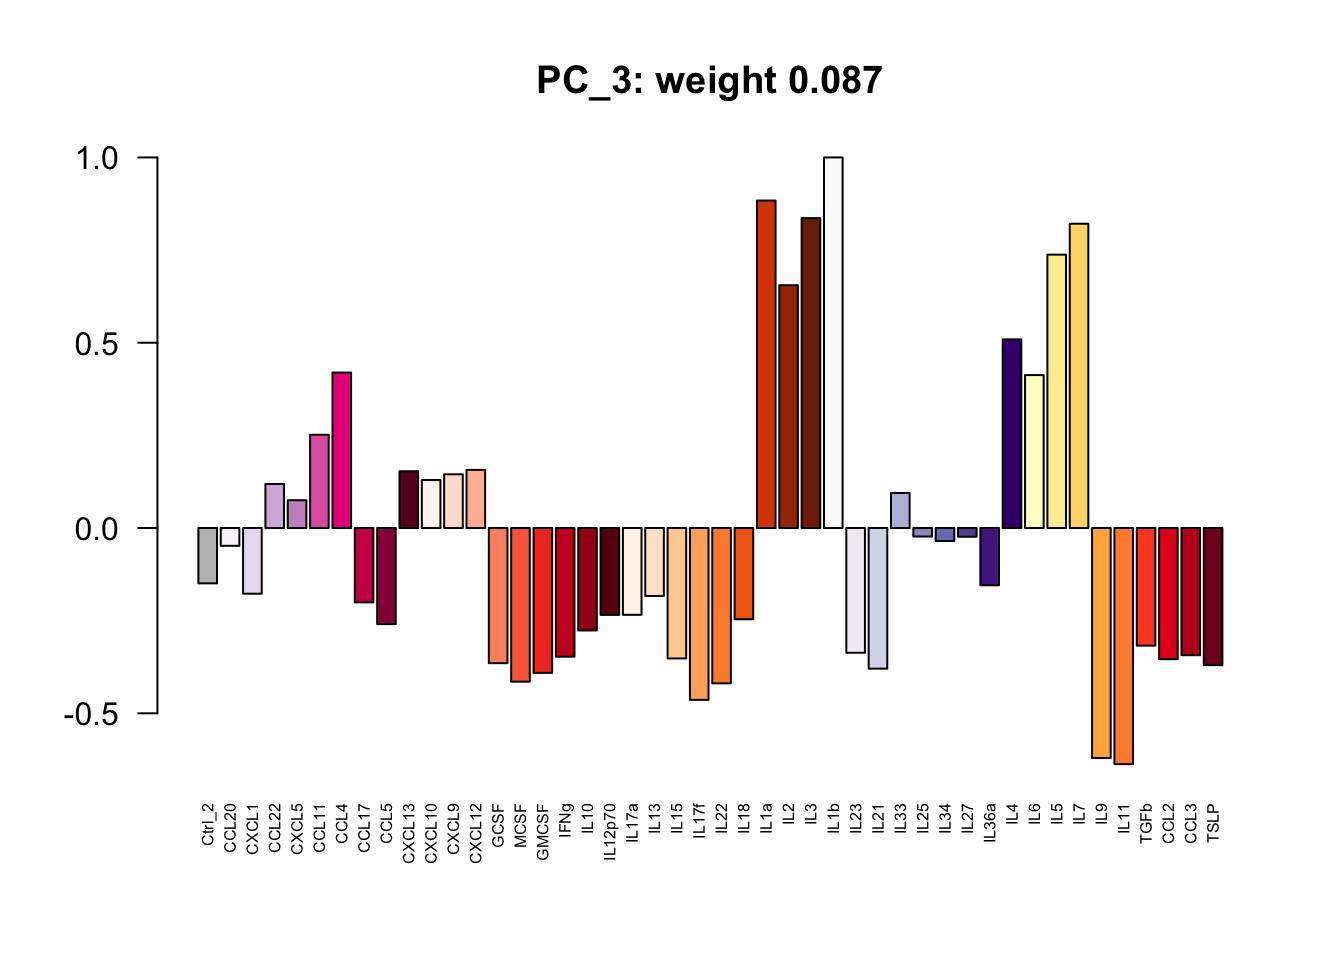 PC_3: weight 0.087
1.0
0.5
0.0
-0.5
Ctrl_2
CCL20
CXCL1
CCL22
CXCL5
CCL11
CCL4
CCL17
CCL5
CXCL13
CXCL10
CXCL9
CXCL12
GCSF
MCSF
GMCSF
IFNg
IL10
IL12p70
IL17a
IL13
IL15
IL17f
IL22
IL18
IL1a
IL2
IL3
IL1b
IL23
IL21
IL33
IL25
IL34
IL27
IL36a
IL4
IL6
IL5
IL7
IL9
IL11
TGFb
CCL2
CCL3
TSLP